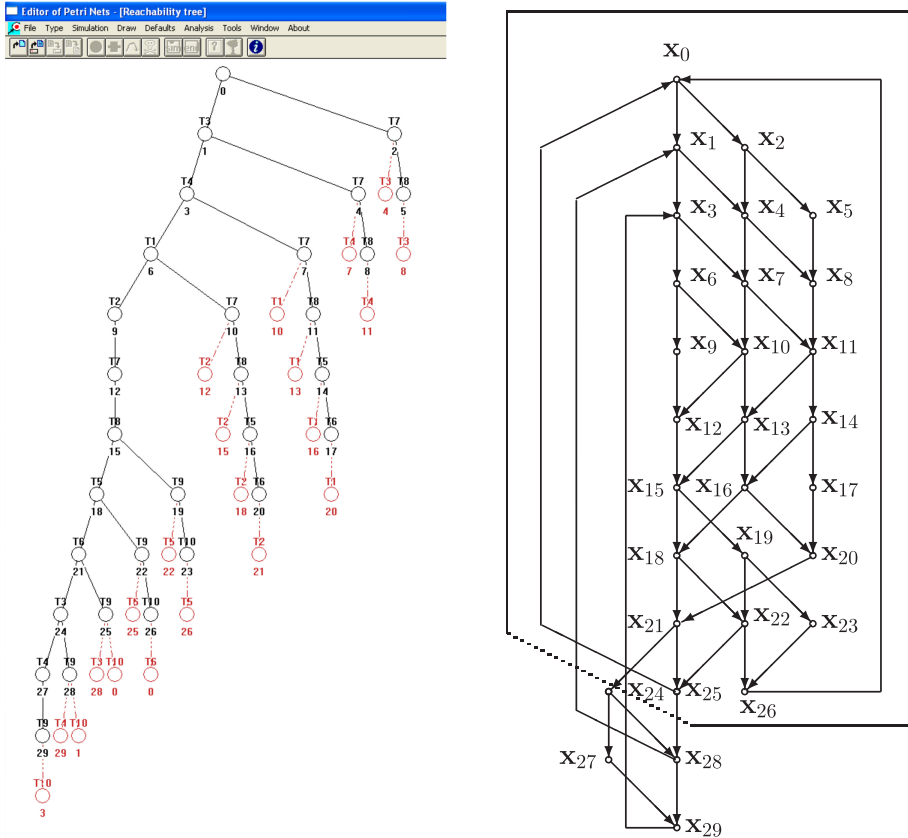 Editor of Petri Nets - [Reachability tree]
File Type Simulation Draw Defaults Analysis Tools Window About
sim end ? i
0
T3 T7
1 2
T4 T7 T3 T8
3 4 4 5
T1 T7 T4 T8 T3
6 7 7 8 8
T2 T7 T1 T8 T4
9 10 10 11 11
T7 T2 T8 T1 T5
12 12 13 13 14
T8 T2 T5 T1 T6
15 15 16 16 17
T5 T9 T2 T6 T1
18 19 18 20 20
T6 T9 T5 T10 T2
21 22 22 23 21
T3 T9 T5 T10 T5
24 25 25 26 26
T4 T9 T3 T10 T6
27 28 28 0 0
T9 T4 T10
29 29 1
T10
3
x0
x1 x2
x3 x4 x5
x6 x7 x8
x9 x10 x11
x12 x13 x14
x15 x16 x17
x18 x19 x20
x21 x22 x23
x24 x25 x26
x27 x28
x29